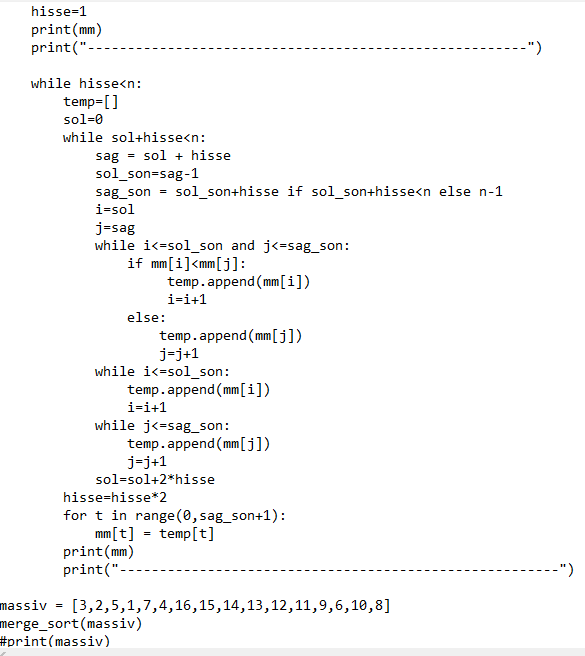 hisse=1
    print(mm)
    print("-------------------------------------------------------")
    while hisse<n:
        temp=[]
        sol=0
        while sol+hisse<n:
            sag = sol + hisse
            sol_son=sag-1
            sag_son = sol_son+hisse if sol_son+hisse<n else n-1
            i=sol
            j=sag
            while i<=sol_son and j<=sag_son:
                if mm[i]<mm[j]:
                     temp.append(mm[i])
                     i=i+1
                else:
                    temp.append(mm[j])
                    j=j+1
            while i<=sol_son:
                temp.append(mm[i])
                i=i+1
            while j<=sag_son:
                temp.append(mm[j])
                j=j+1
            sol=sol+2*hisse
        hisse=hisse*2
        for t in range(0,sag_son+1):
            mm[t] = temp[t]
        print(mm)
        print("-------------------------------------------------------")
massiv = [3,2,5,1,7,4,16,15,14,13,12,11,9,6,10,8]
merge_sort(massiv)
#print(massiv)